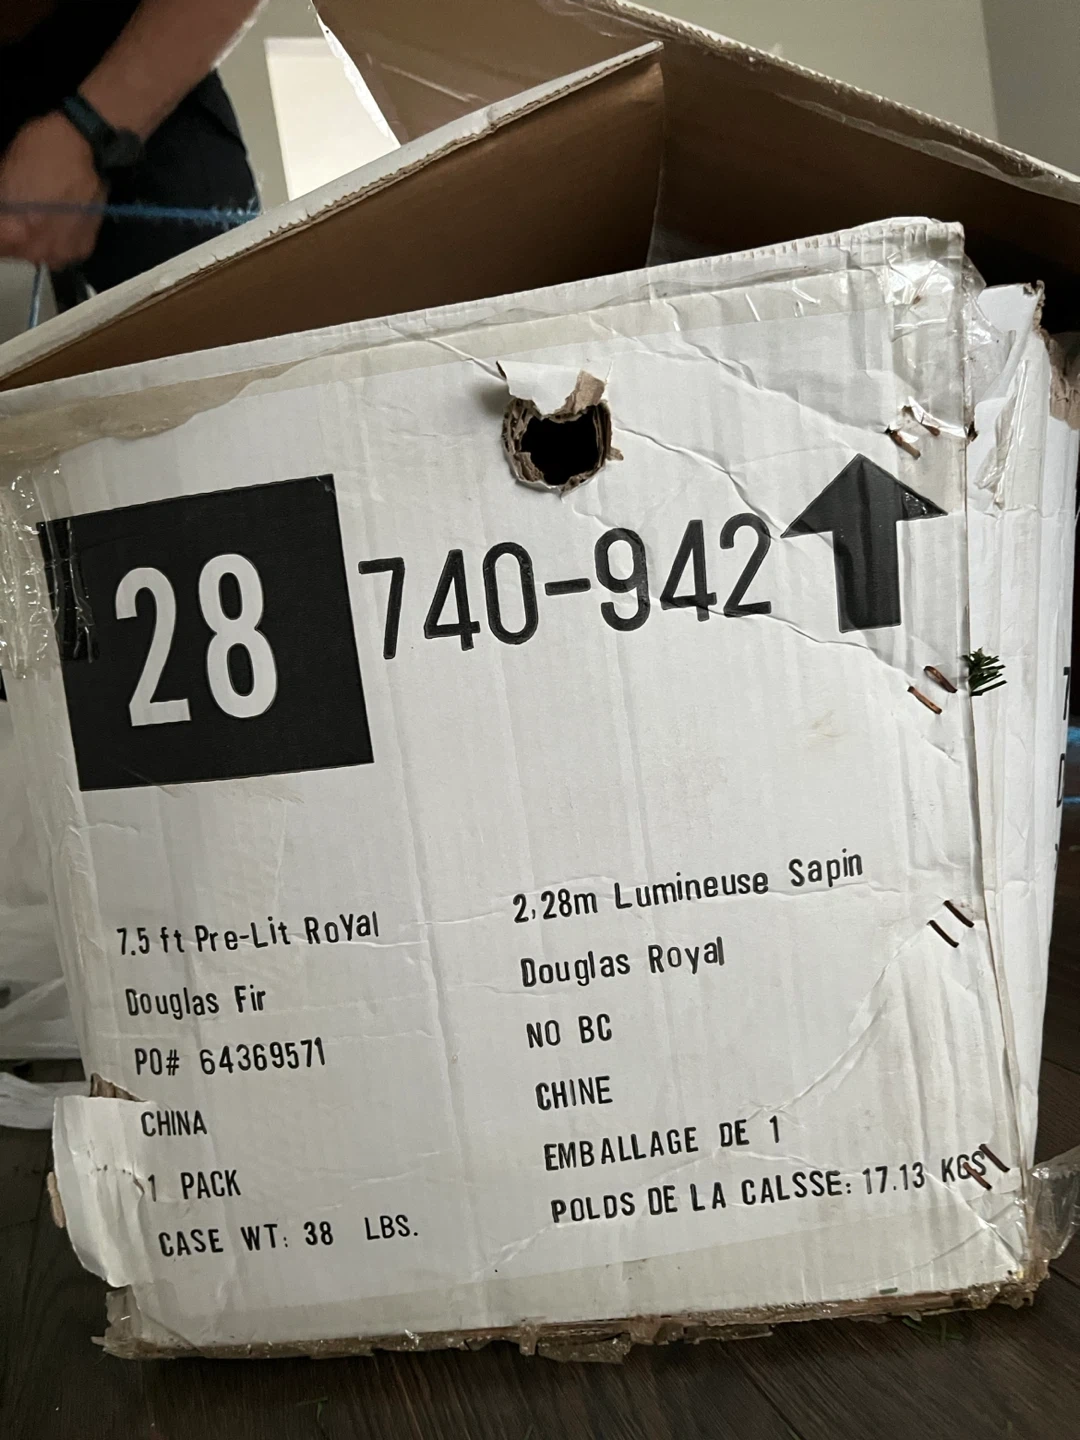 28 740-942
7.5 ft Pre-Lit RoYal
Douglas Fir
PO# 64369571
CHINA
1 PACK
CASE WT: 38 LBS.
2,28m Lumineuse Sapin
Douglas Royal
NO BC
CHINE
EMBALLAGE DE 1
POLDS DE LA CALSSE: 17.13 KGS